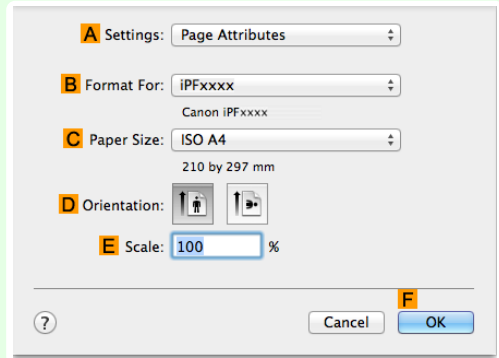 A Settings: Page Attributes
B Format For: iPFxxxx
Canon iPFxxxx
C Paper Size: ISO A4
210 by 297 mm
D Orientation:
E Scale: 100 %
F
? Cancel OK